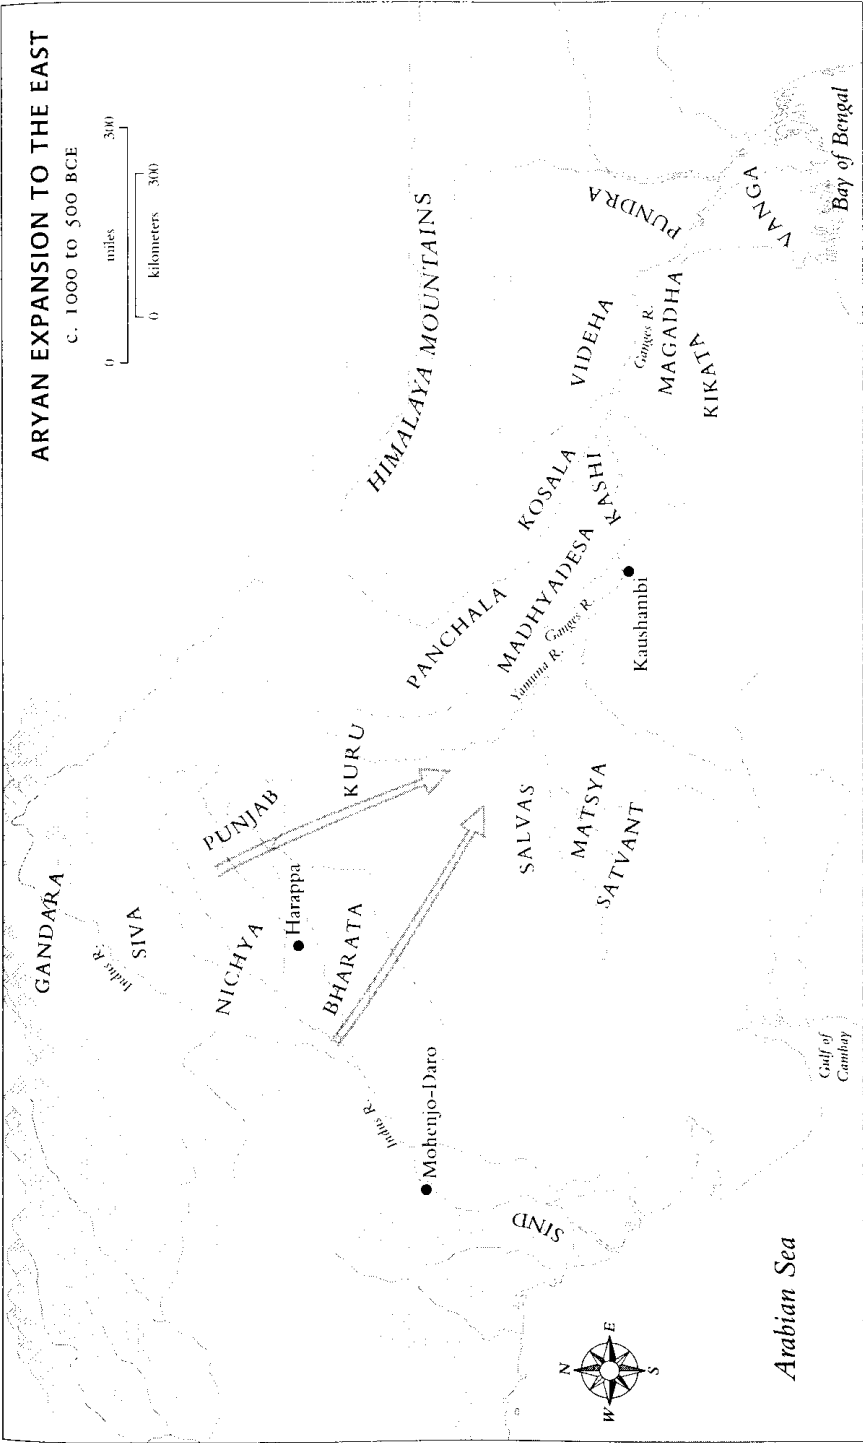 ARYAN EXPANSION TO THE EAST
c. 1000 to 500 BCE
0 miles 300
0 kilometers 300
GANDARA
Indus R.
SIVA
PUNJAB
NICHYA
Harappa
KURU
BHARATA
HIMALAYA MOUNTAINS
Indus R.
Mohenjo-Daro
PANCHALA
MADHYADESA
KOSALA
KASHI
VIDEHA
PUNDRA
Yamuna R.
Ganges R.
Ganges R.
MAGADHA
KIKATA
VANGA
Kaushambi
SALVAS
MATSYA
SATVANT
SIND
N
W
E
S
Arabian Sea
Gulf of
Cambay
Bay of Bengal